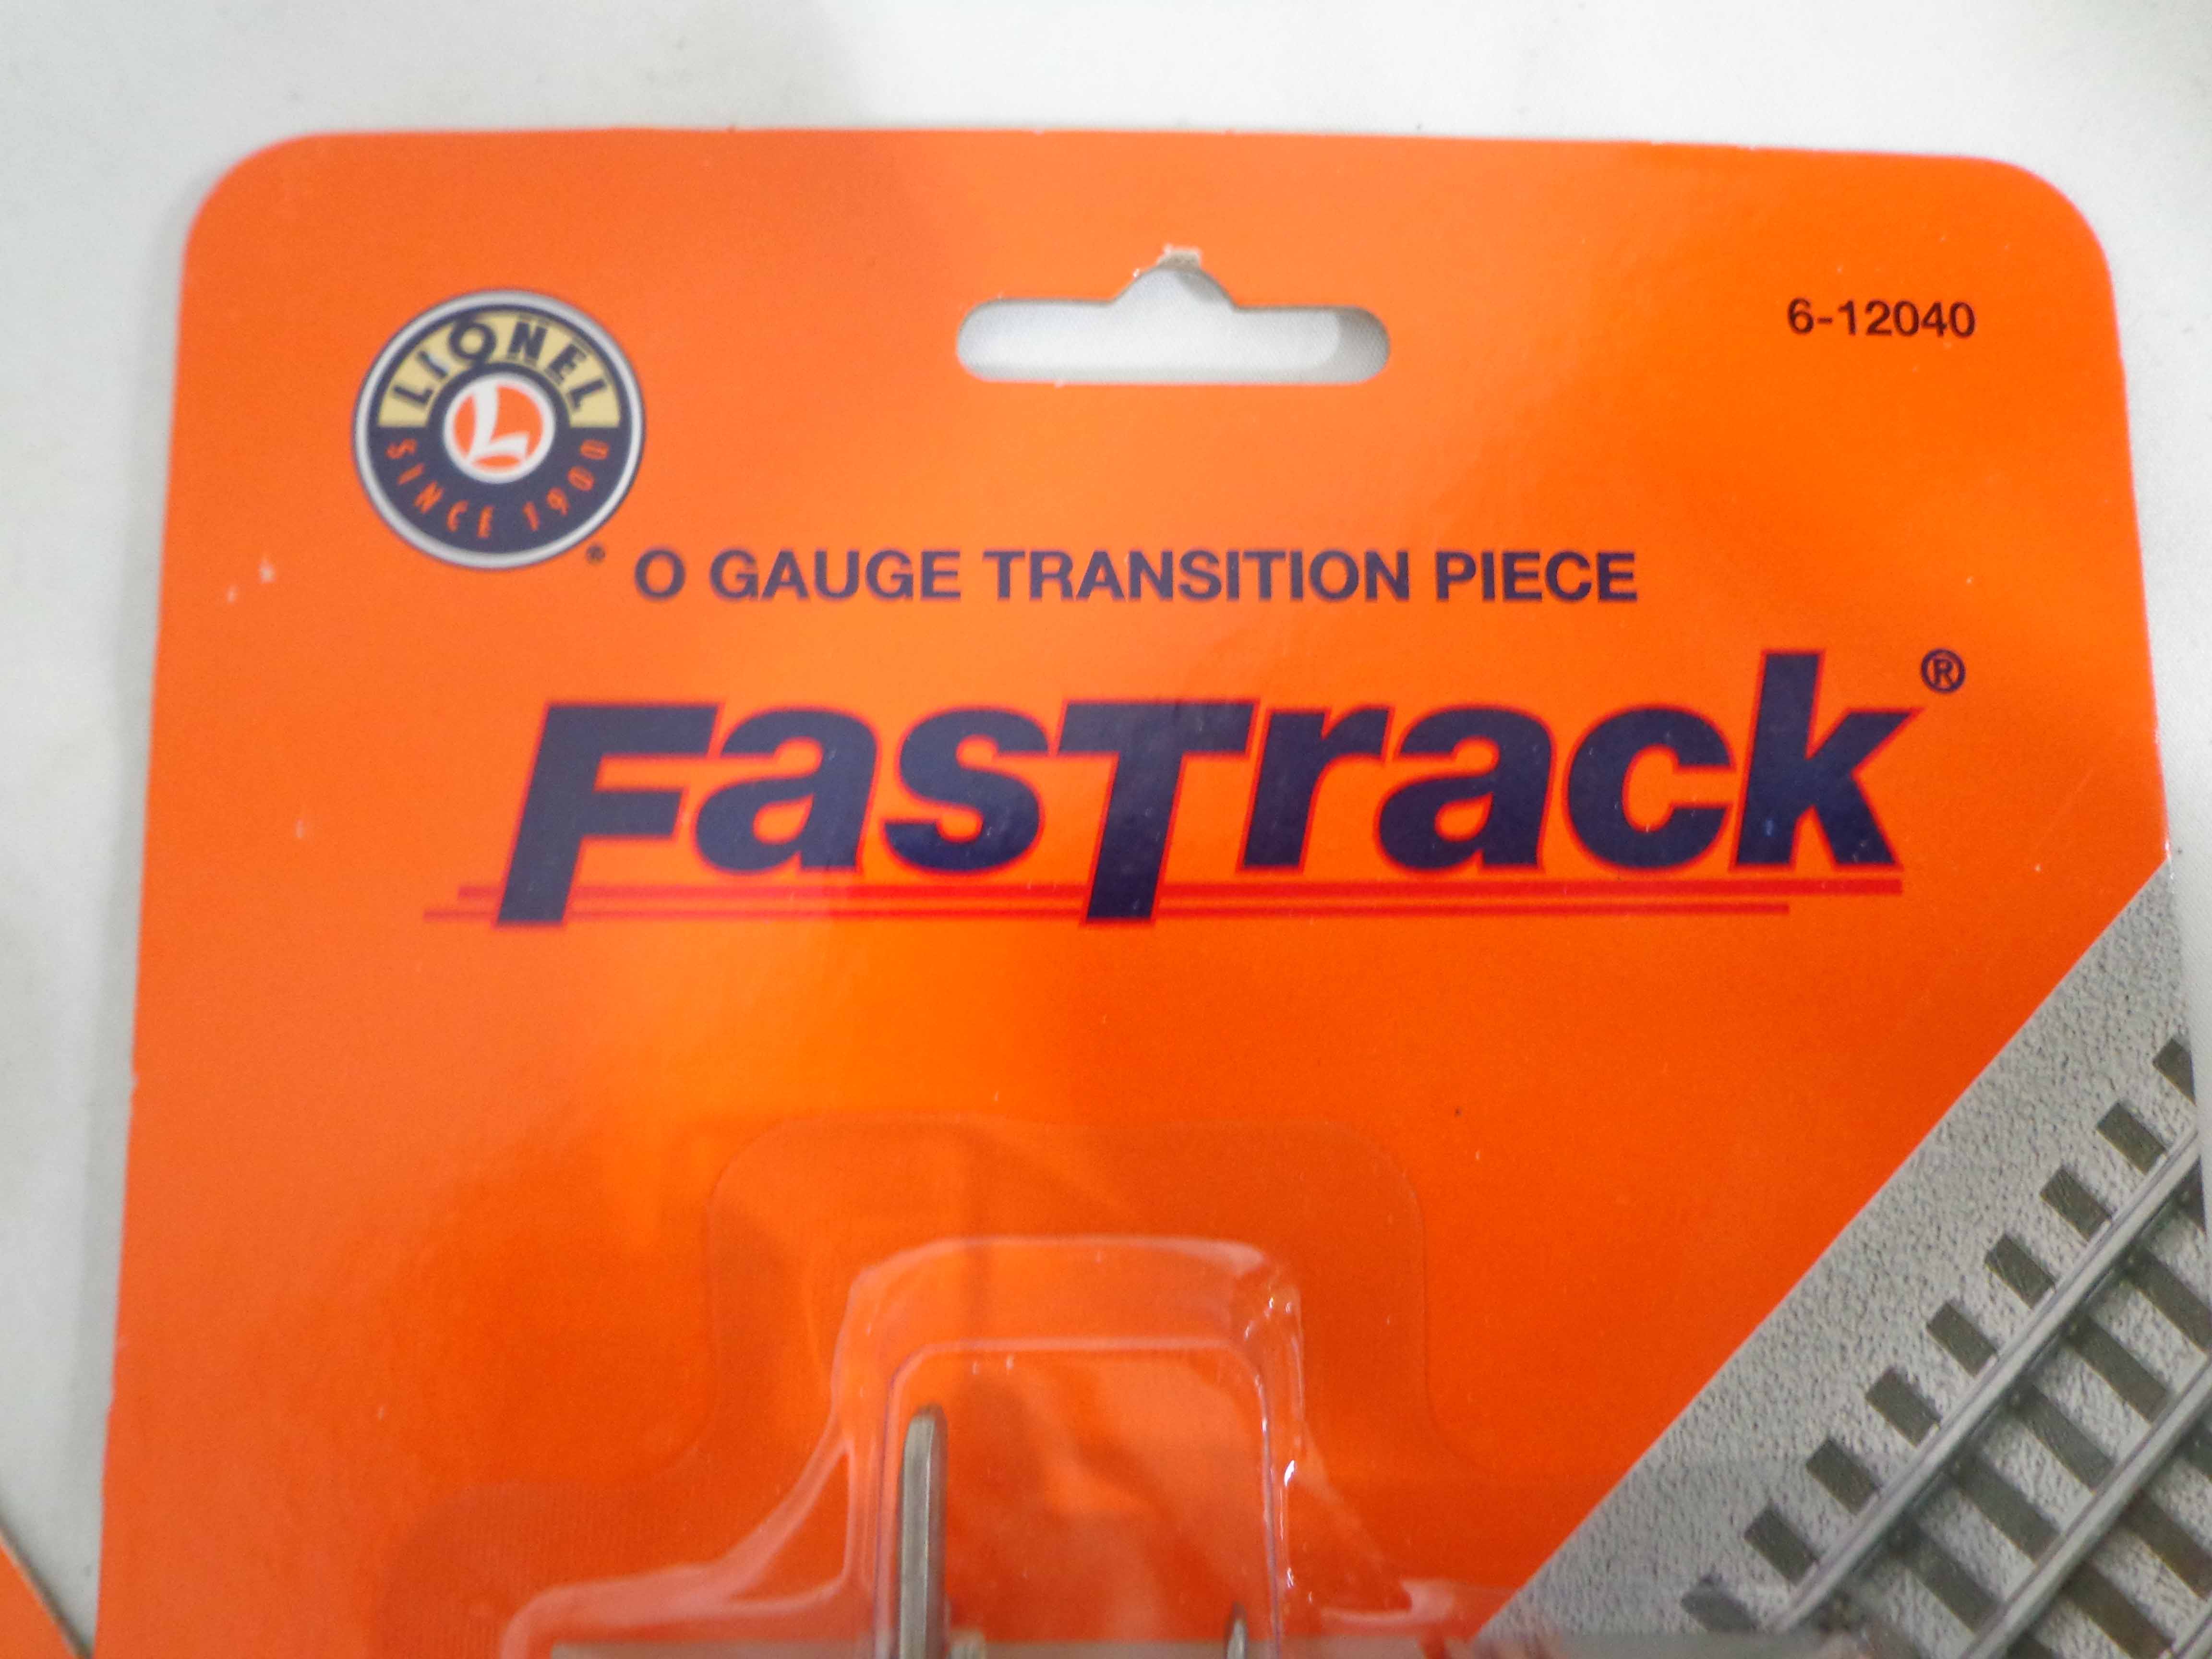 LIONEL
L
SINCE 1900
®
6-12040
O GAUGE TRANSITION PIECE
FasTrack®